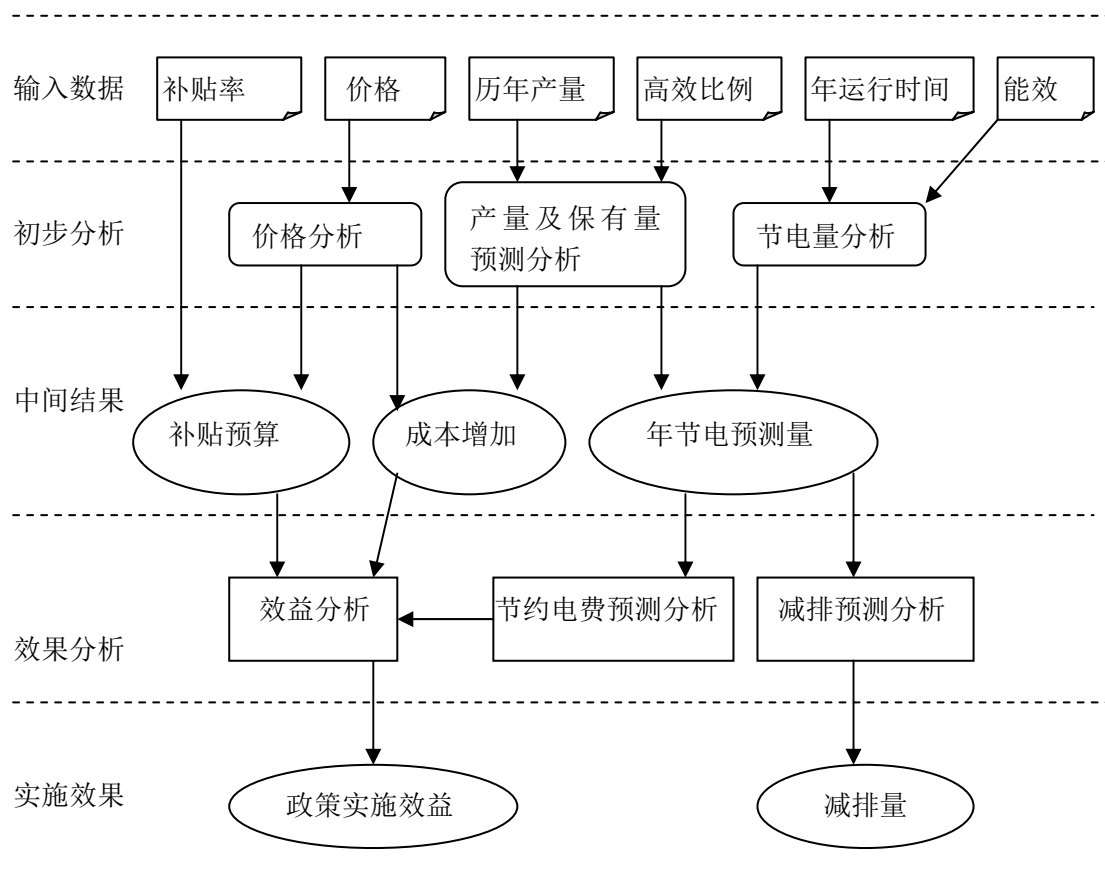 输入数据
补贴率
价格
历年产量
高效比例
年运行时间
能效
初步分析
价格分析
产量及保有量
预测分析
节电量分析
中间结果
补贴预算
成本增加
年节电预测量
效果分析
效益分析
节约电费预测分析
减排预测分析
实施效果
政策实施效益
减排量